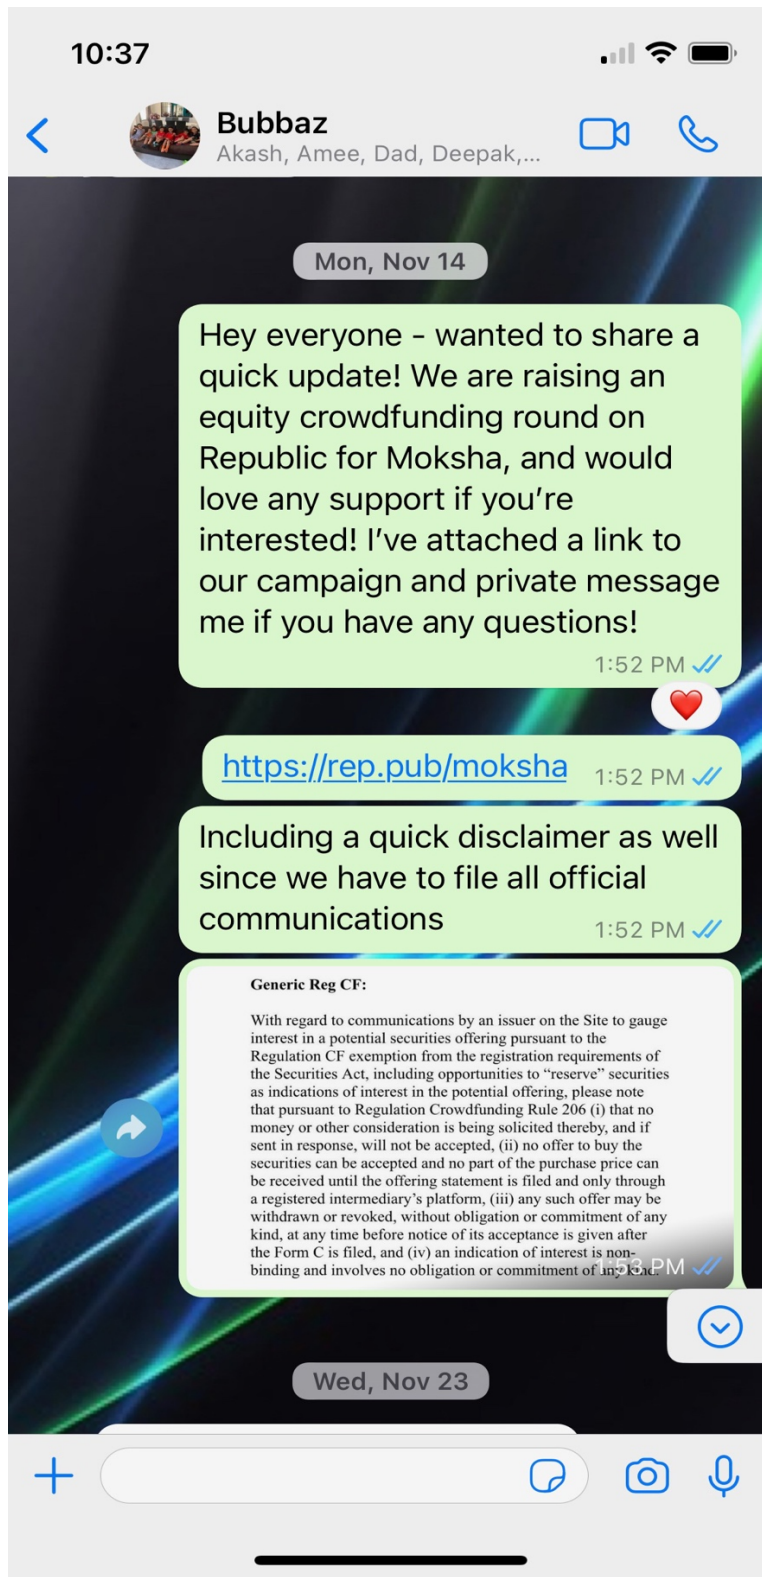 10:37
Bubbaz
Akash, Amee, Dad, Deepak,...
Mon, Nov 14
Hey everyone - wanted to share a
quick update! We are raising an
equity crowdfunding round on
Republic for Moksha, and would
love any support if you're
interested! I've attached a link to
our campaign and private message
me if you have any questions!
1:52 PM
https://rep.pub/moksha 1:52 PM
Including a quick disclaimer as well
since we have to file all official
communications 1:52 PM
Generic Reg CF:
With regard to communications by an issuer on the Site to gauge
interest in a potential securities offering pursuant to the
Regulation CF exemption from the registration requirements of
the Securities Act, including opportunities to “reserve” securities
as indications of interest in the potential offering, please note
that pursuant to Regulation Crowdfunding Rule 206 (i) that no
money or other consideration is being solicited thereby, and if
sent in response, will not be accepted, (ii) no offer to buy the
securities can be accepted and no part of the purchase price can
be received until the offering statement is filed and only through
a registered intermediary’s platform, (iii) any such offer may be
withdrawn or revoked, without obligation or commitment of any
kind, at any time before notice of its acceptance is given after
the Form C is filed, and (iv) an indication of interest is non-
binding and involves no obligation or commitment of any kind.
1:53 PM
Wed, Nov 23